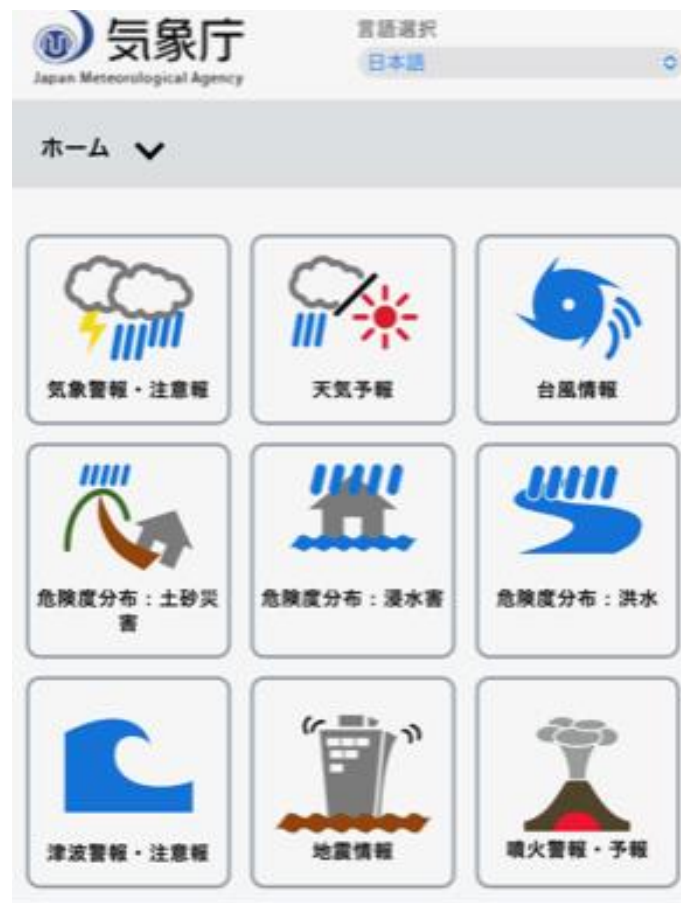 気象庁
Japan Meteorological Agency
言語選択
日本語
ホーム
気象警報・注意報
天気予報
台風情報
危険度分布:土砂災
害
危険度分布:浸水害
危険度分布:洪水
津波警報・注意報
地震情報
噴火警報・予報